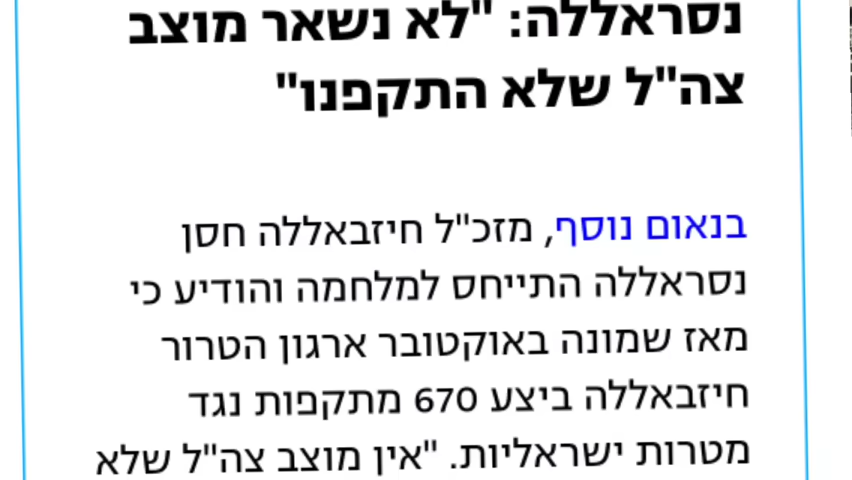 נסראללה: "לא נשאר מוצב
צה"ל שלא התקפנו"
בנאום נוסף, מזכ"ל חיזבאללה חסן
נסראללה התייחס למלחמה והודיע כי
מאז שמונה באוקטובר ארגון הטרור
חיזבאללה ביצע 670 מתקפות נגד
מטרות ישראליות. "אין מוצב צה"ל שלא